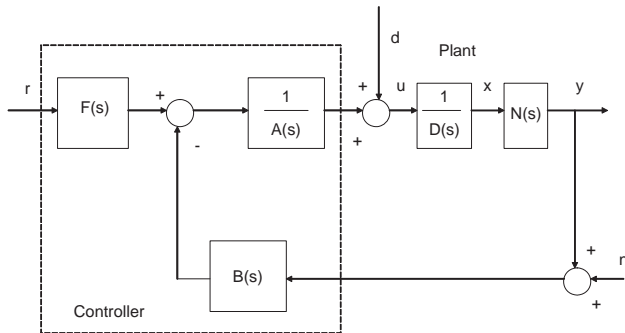 d
Plant
r
F(s)
+
-
1
A(s)
+
+
u
1
D(s)
x
N(s)
y
B(s)
+
+
n
Controller